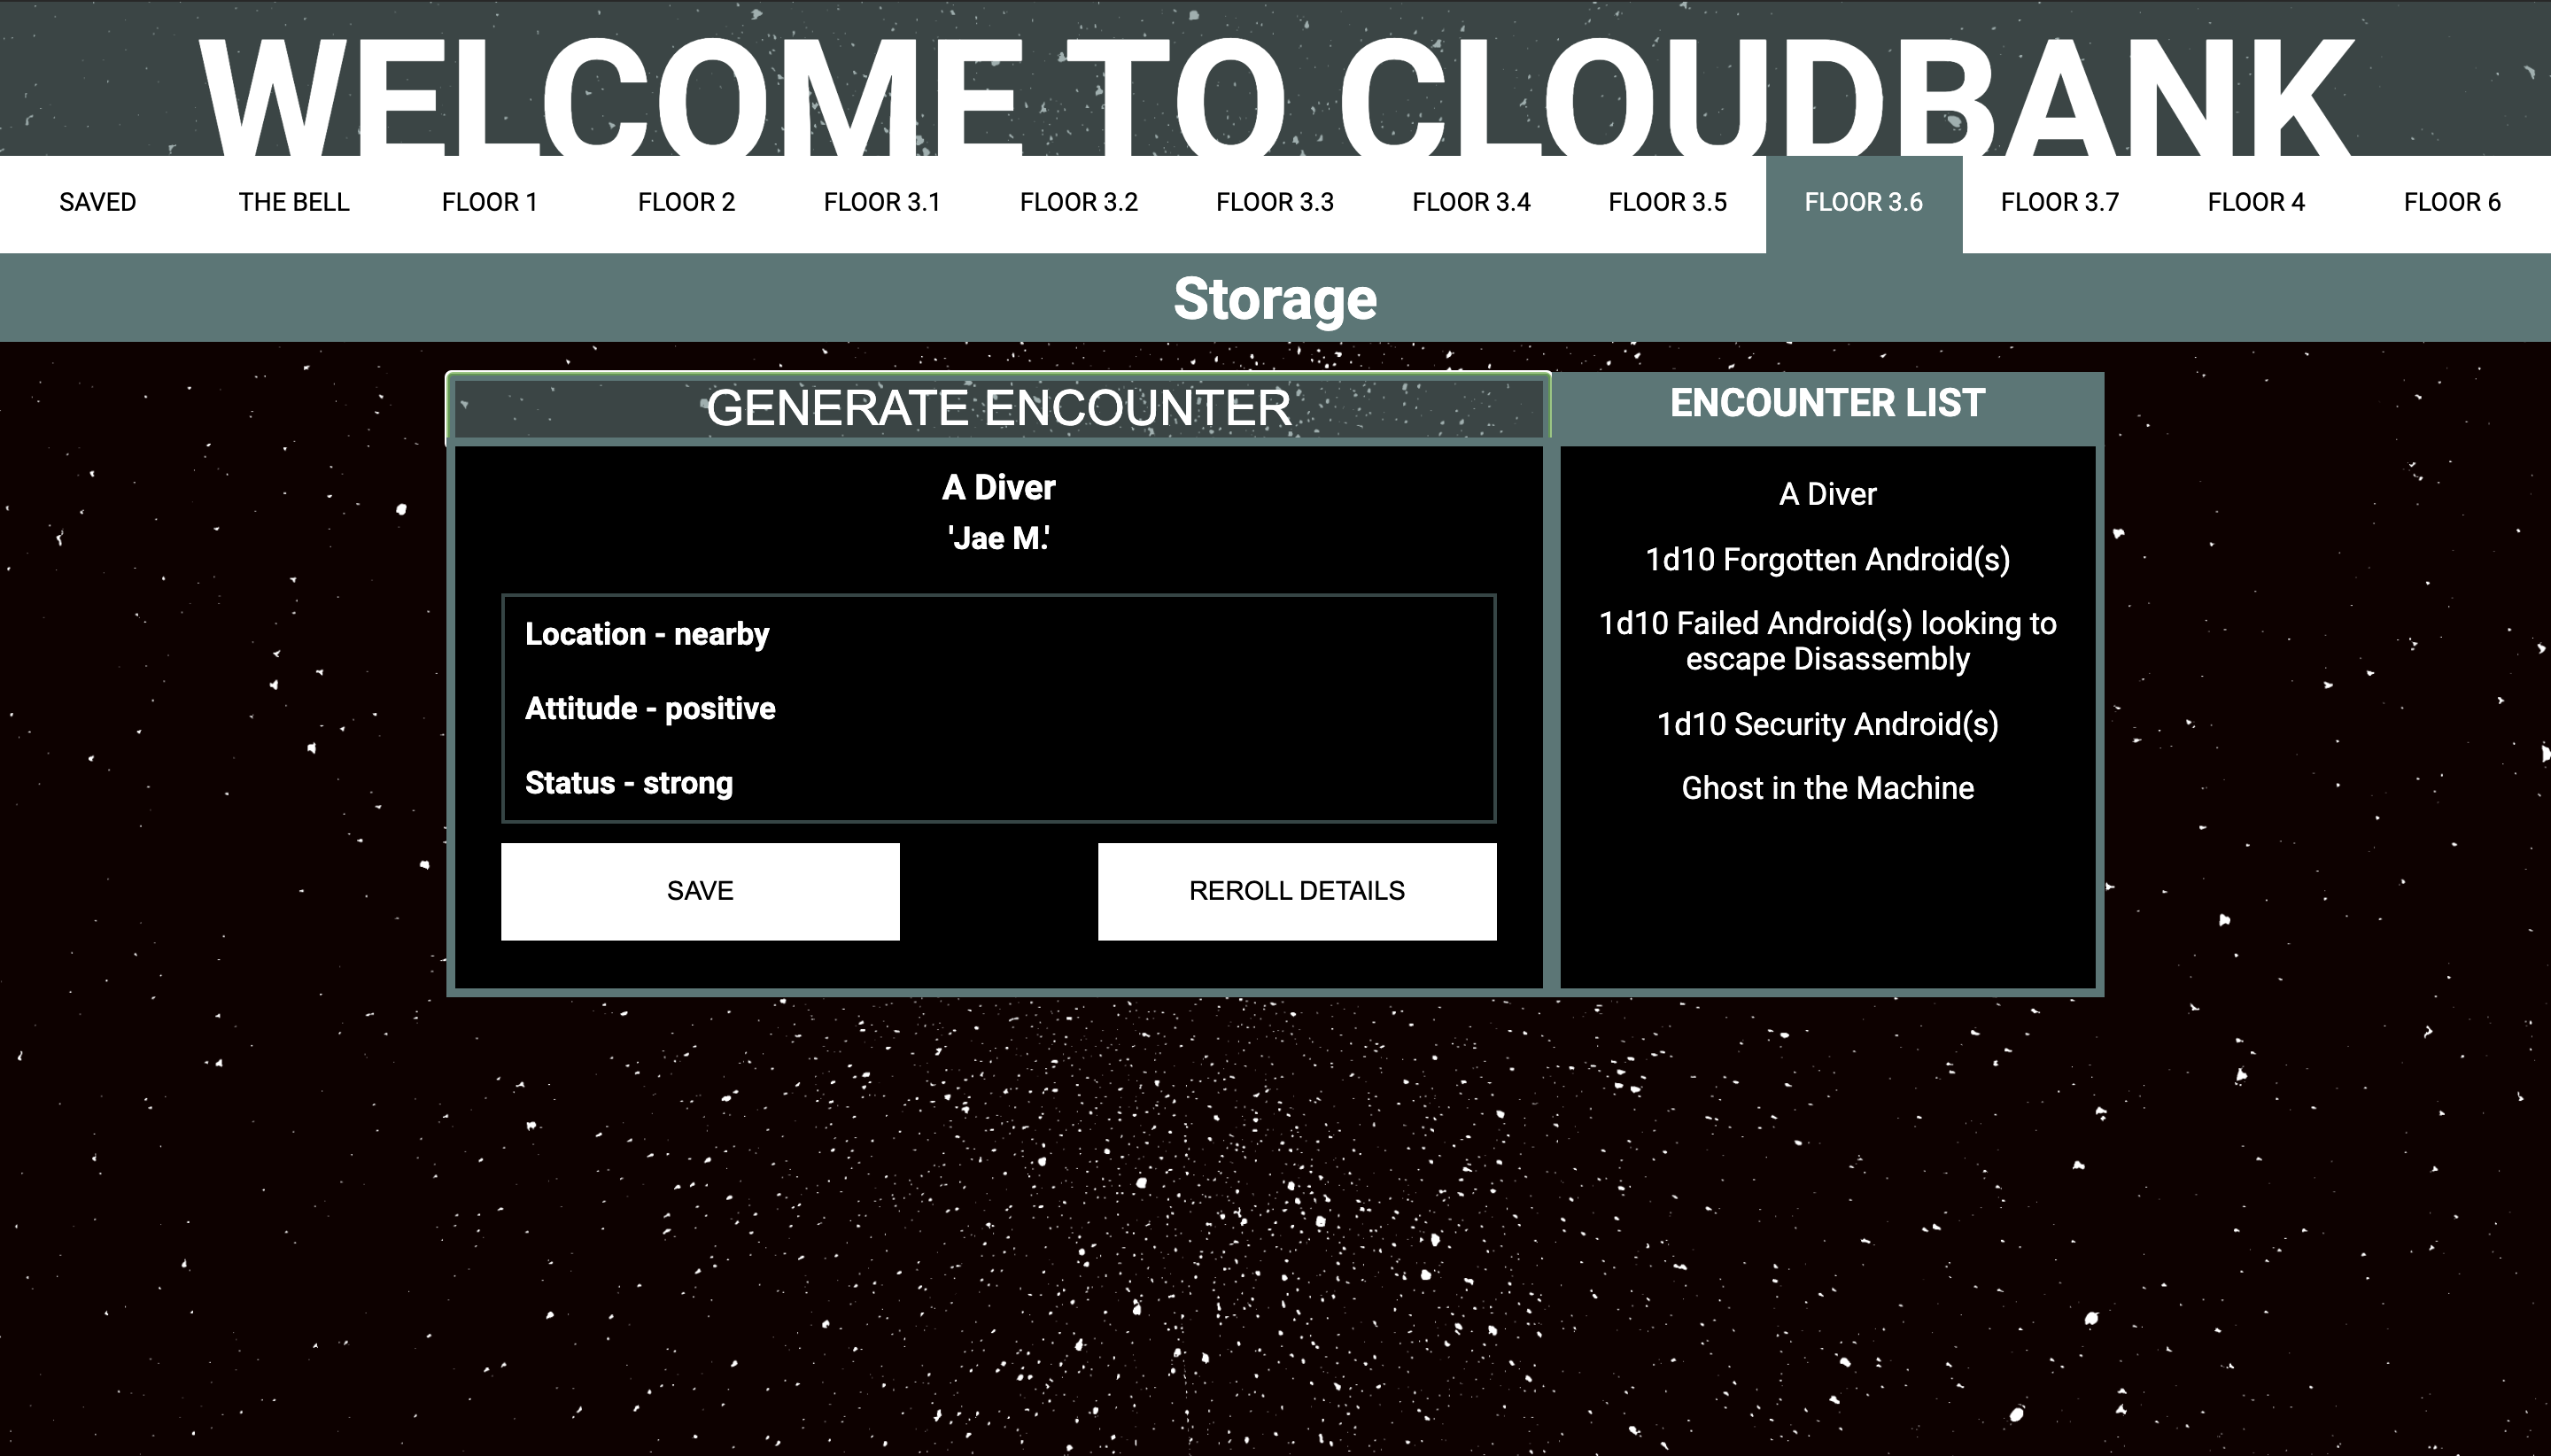 WELCOME TO CLOUDBANK
SAVED THE BELL FLOOR 1 FLOOR 2 FLOOR 3.1 FLOOR 3.2 FLOOR 3.3 FLOOR 3.4 FLOOR 3.5 FLOOR 3.6 FLOOR 3.7 FLOOR 4 FLOOR 6
Storage
GENERATE ENCOUNTER
A Diver
'Jae M.'
Location - nearby
Attitude - positive
Status - strong
SAVE
REROLL DETAILS
ENCOUNTER LIST
A Diver
1d10 Forgotten Android(s)
1d10 Failed Android(s) looking to
escape Disassembly
1d10 Security Android(s)
Ghost in the Machine